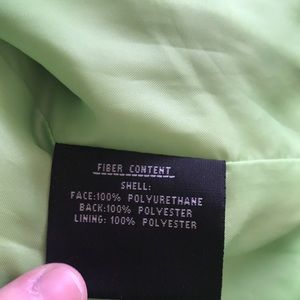 FIBER CONTENT
SHELL:
FACE:100% POLYURETHANE
BACK:100% POLYESTER
LINING: 100% POLYESTER